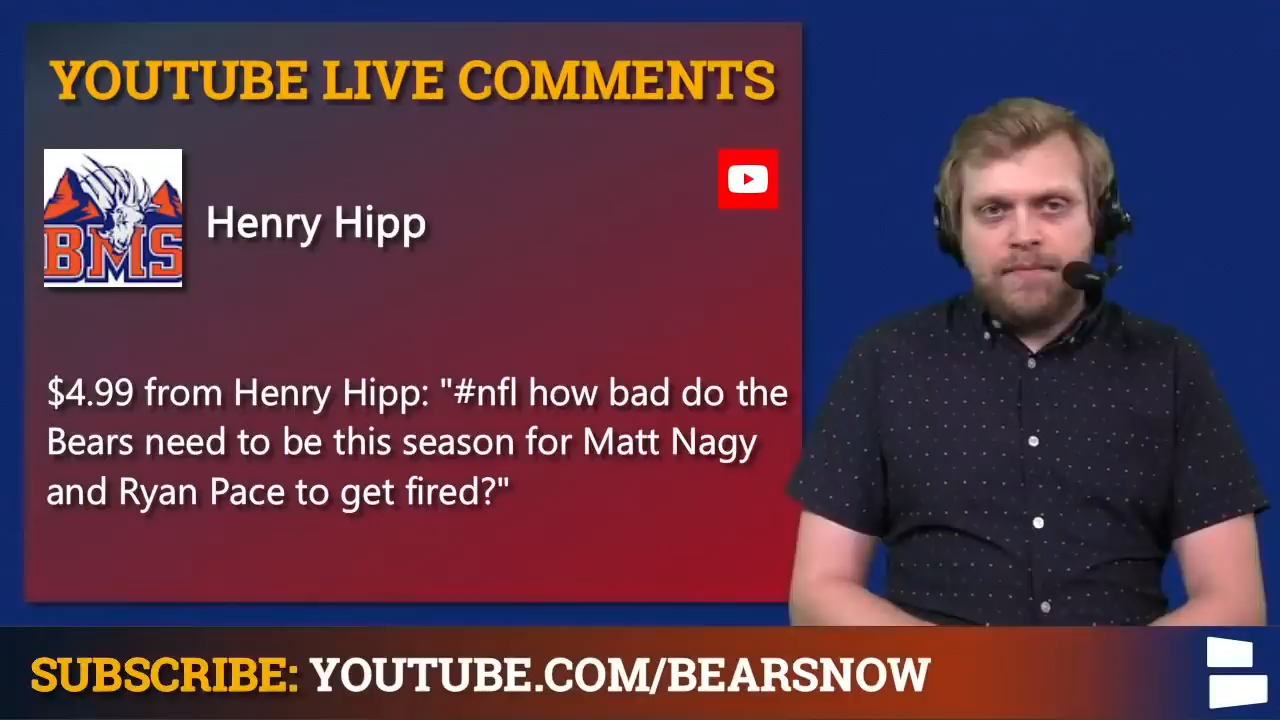 YOUTUBE LIVE COMMENTS
BMS
Henry Hipp
$4.99 from Henry Hipp: "#nfl how bad do the
Bears need to be this season for Matt Nagy
and Ryan Pace to get fired?"
SUBSCRIBE: YOUTUBE.COM/BEARSNOW